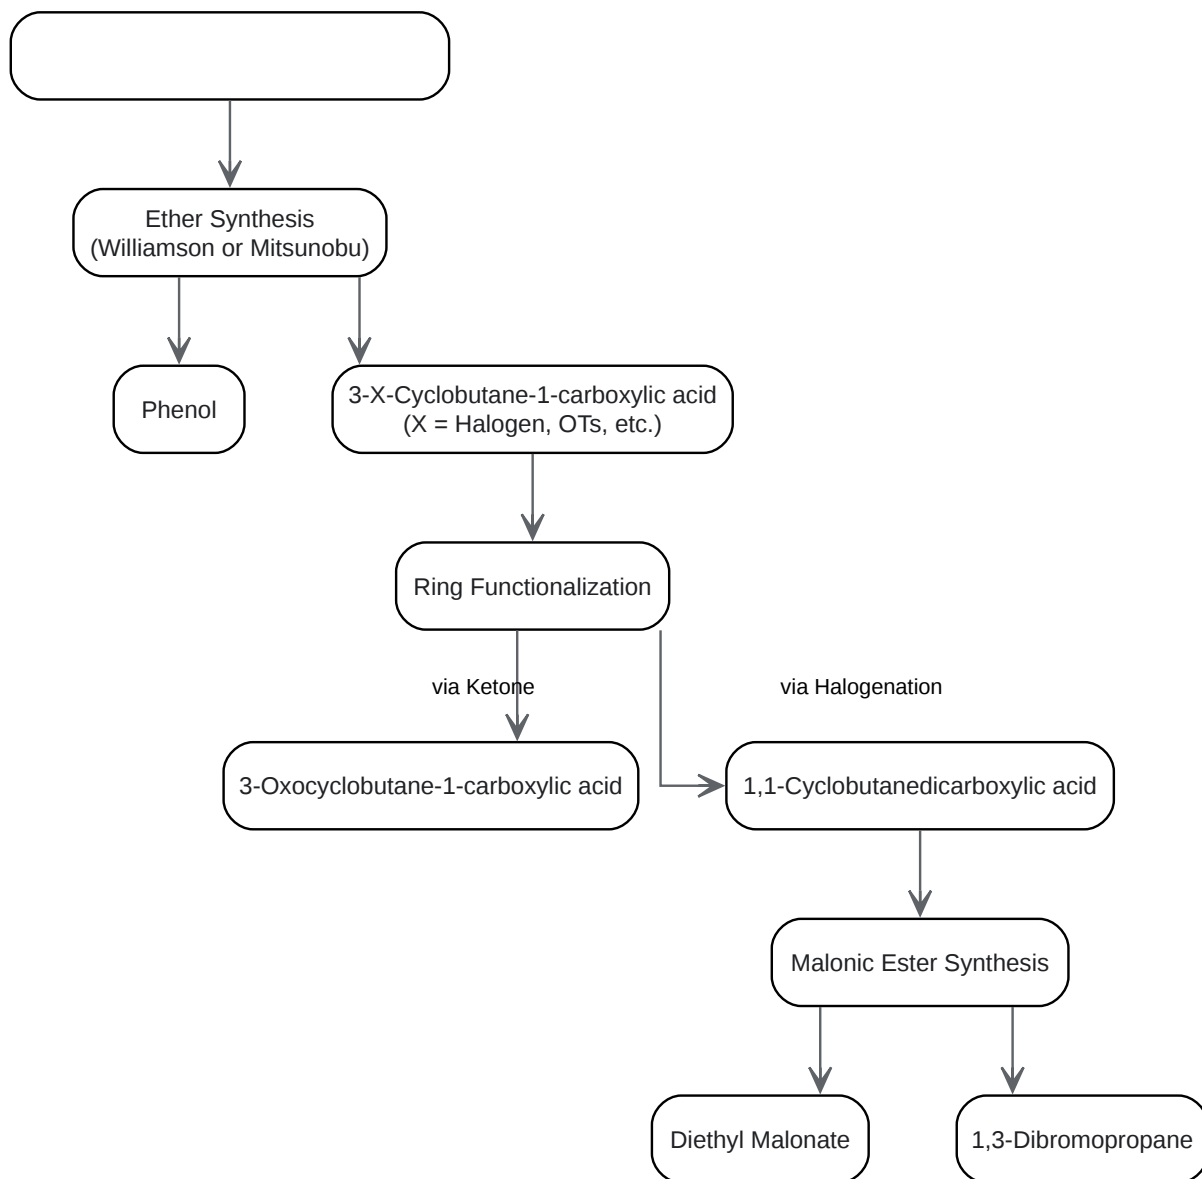 Ether Synthesis
(Williamson or Mitsunobu)
Phenol
3-X-Cyclobutane-1-carboxylic acid
(X = Halogen, OTs, etc.)
Ring Functionalization
via Ketone
via Halogenation
3-Oxocyclobutane-1-carboxylic acid
1,1-Cyclobutanedicarboxylic acid
Malonic Ester Synthesis
Diethyl Malonate
1,3-Dibromopropane